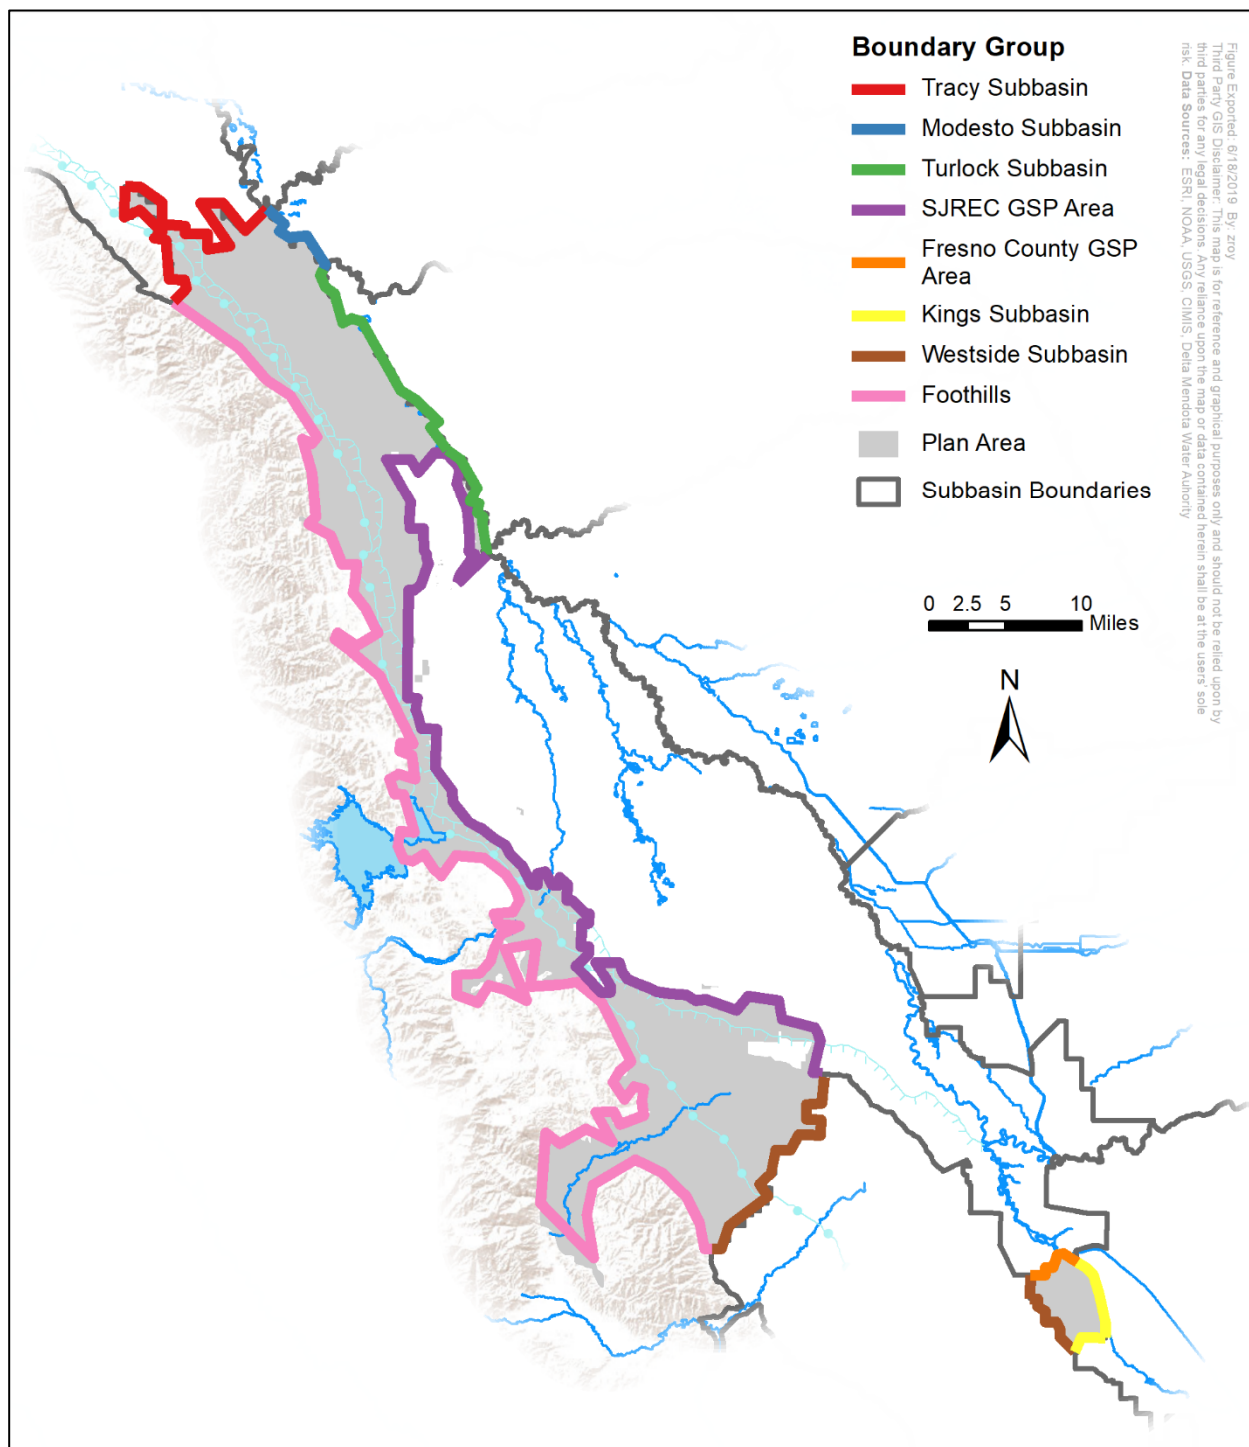 Boundary Group
Tracy Subbasin
Modesto Subbasin
Turlock Subbasin
SJREC GSP Area
Fresno County GSP
Area
Kings Subbasin
Westside Subbasin
Foothills
Plan Area
Subbasin Boundaries
0 2.5 5 10
Miles
N
Figure Exported: 6/18/2019 By: zroy
Third Party GIS Disclaimer: This map is for reference and graphical purposes only and should not be relied upon by
third parties for any legal decisions. Any reliance upon the map or data contained herein shall be at the users' sole
risk. Data Sources: ESRI, NOAA, USGS, CIMIS, Delta Mendota Water Auhority